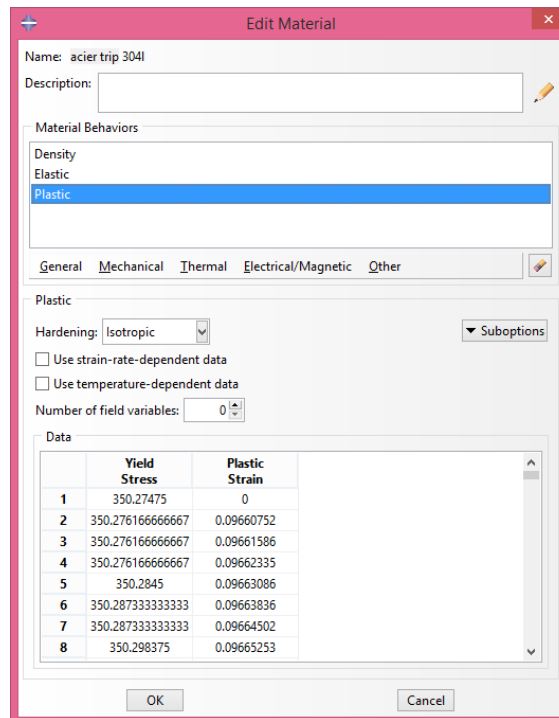 Edit Material
Name: acier trip 304l
Description:
Material Behaviors
Density
Elastic
Plastic
General Mechanical Thermal Electrical/Magnetic Other
Plastic
Hardening: Isotropic
Suboptions
Use strain-rate-dependent data
Use temperature-dependent data
Number of field variables: 0
Data
Yield Stress Plastic Strain
1 350.27475 0
2 350.276166666667 0.09660752
3 350.276166666667 0.09661586
4 350.276166666667 0.09662335
5 350.2845 0.09663086
6 350.287333333333 0.09663836
7 350.287333333333 0.09664502
8 350.298375 0.09665253
OK Cancel